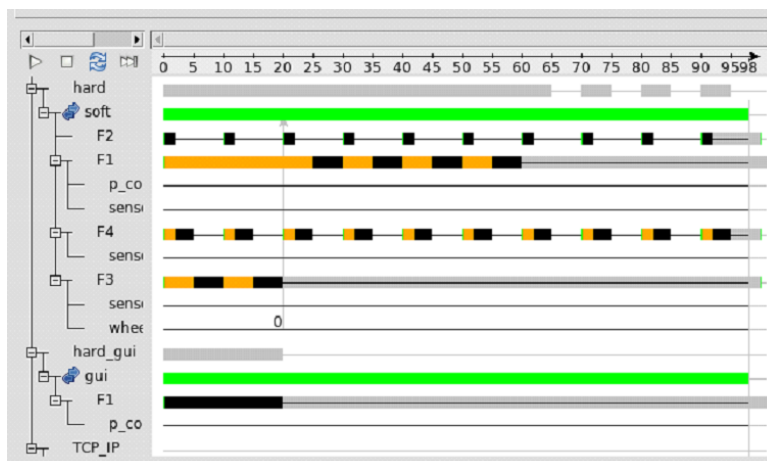 0 5 10 15 20 25 30 35 40 45 50 55 60 65 70 75 80 85 90 9598
hard
soft
F2
F1
p_co
sens
F4
sens
F3
sens
whee
0
hard_gui
gui
F1
p_co
TCP_IP